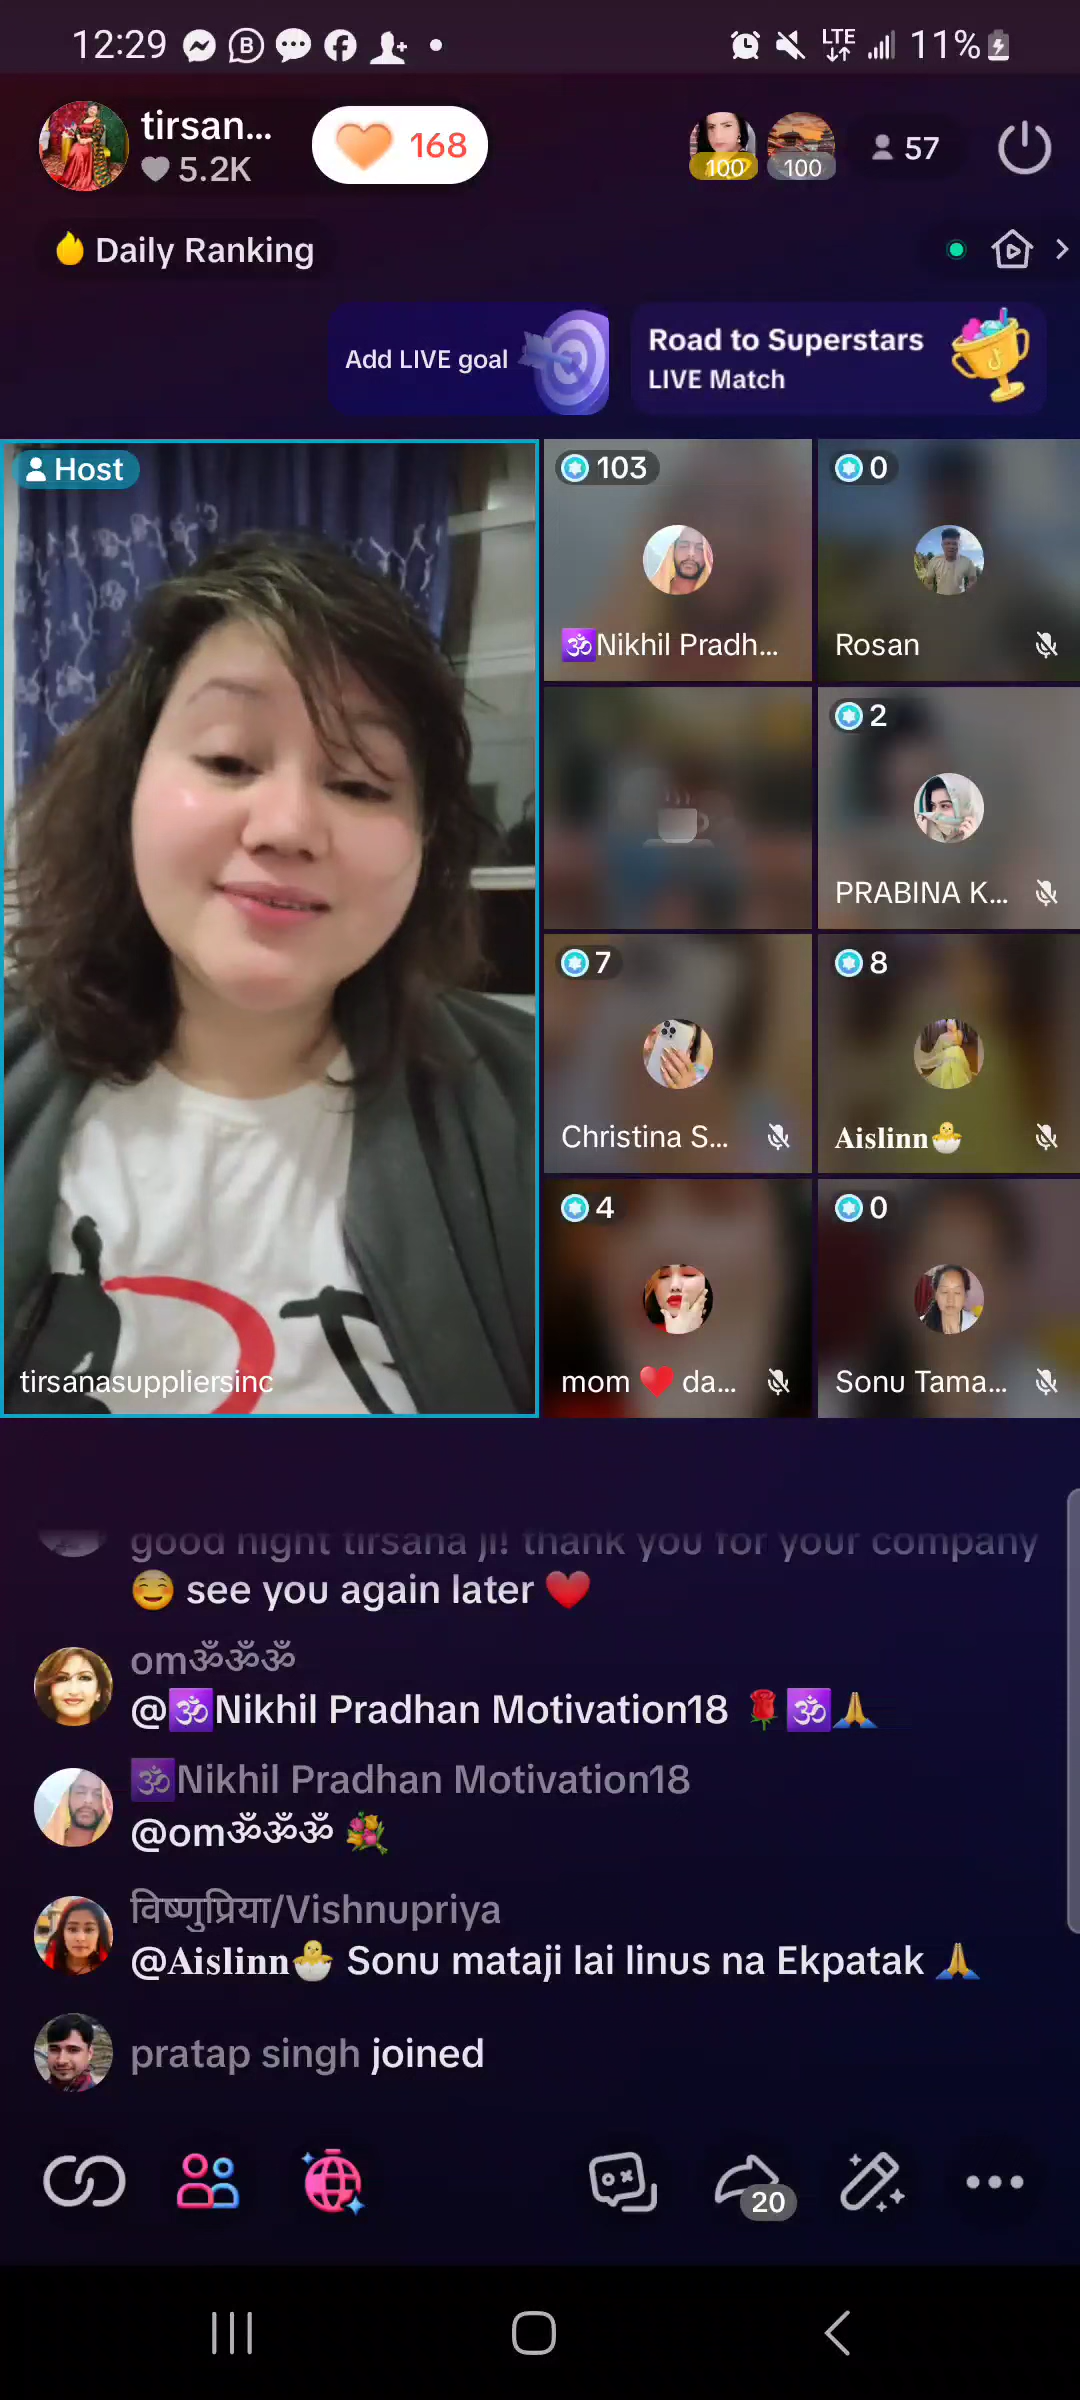 12:29
LTE
11%
tirsan...
5.2K
168
100
100
57
Daily Ranking
Add LIVE goal
Road to Superstars
LIVE Match
Host
tirsanasuppliersinc
103
🕉Nikhil Pradh...
0
Rosan
2
PRABINA K...
7
Christina S...
8
Aislinn🐣
4
mom ❤️ da...
0
Sonu Tama...
good night tirsana ji! thank you for your company
☺️ see you again later ❤️
omॐॐॐ
@🕉Nikhil Pradhan Motivation18 🌹🕉🙏
🕉Nikhil Pradhan Motivation18
@omॐॐॐ 💐
विष्णुप्रिया/Vishnupriya
@Aislinn🐣 Sonu mataji lai linus na Ekpatak 🙏
pratap singh joined
20